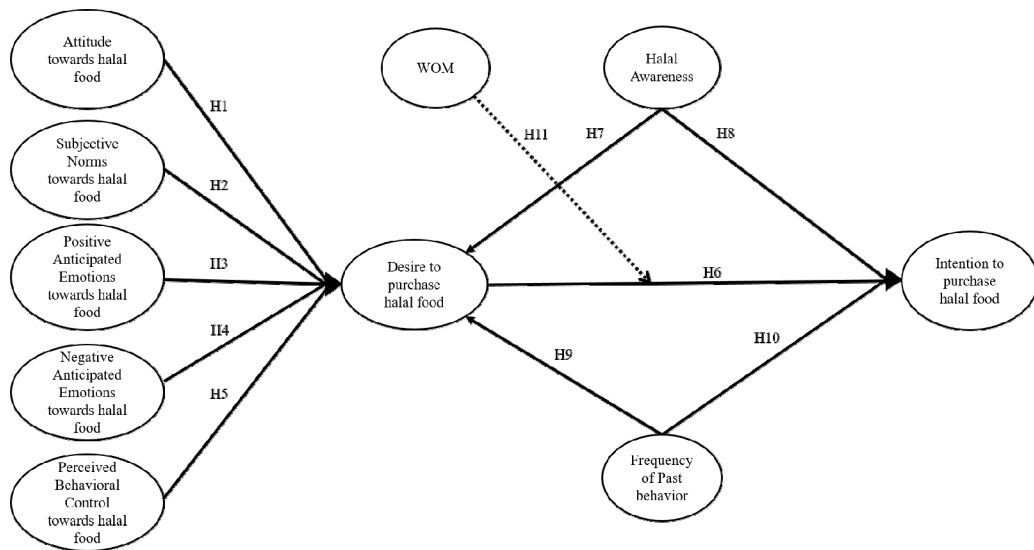 Attitude
towards halal
food
WOM
Halal
Awareness
H1
H11
H7
H8
Subjective
Norms
towards halal
food
H2
Positive
Anticipated
Emotions
towards halal
food
H3
Desire to
purchase
halal food
H6
Intention to
purchase
halal food
H4
Negative
Anticipated
Emotions
towards halal
food
H5
H9
H10
Perceived
Behavioral
Control
towards halal
food
Frequency
of Past
behavior